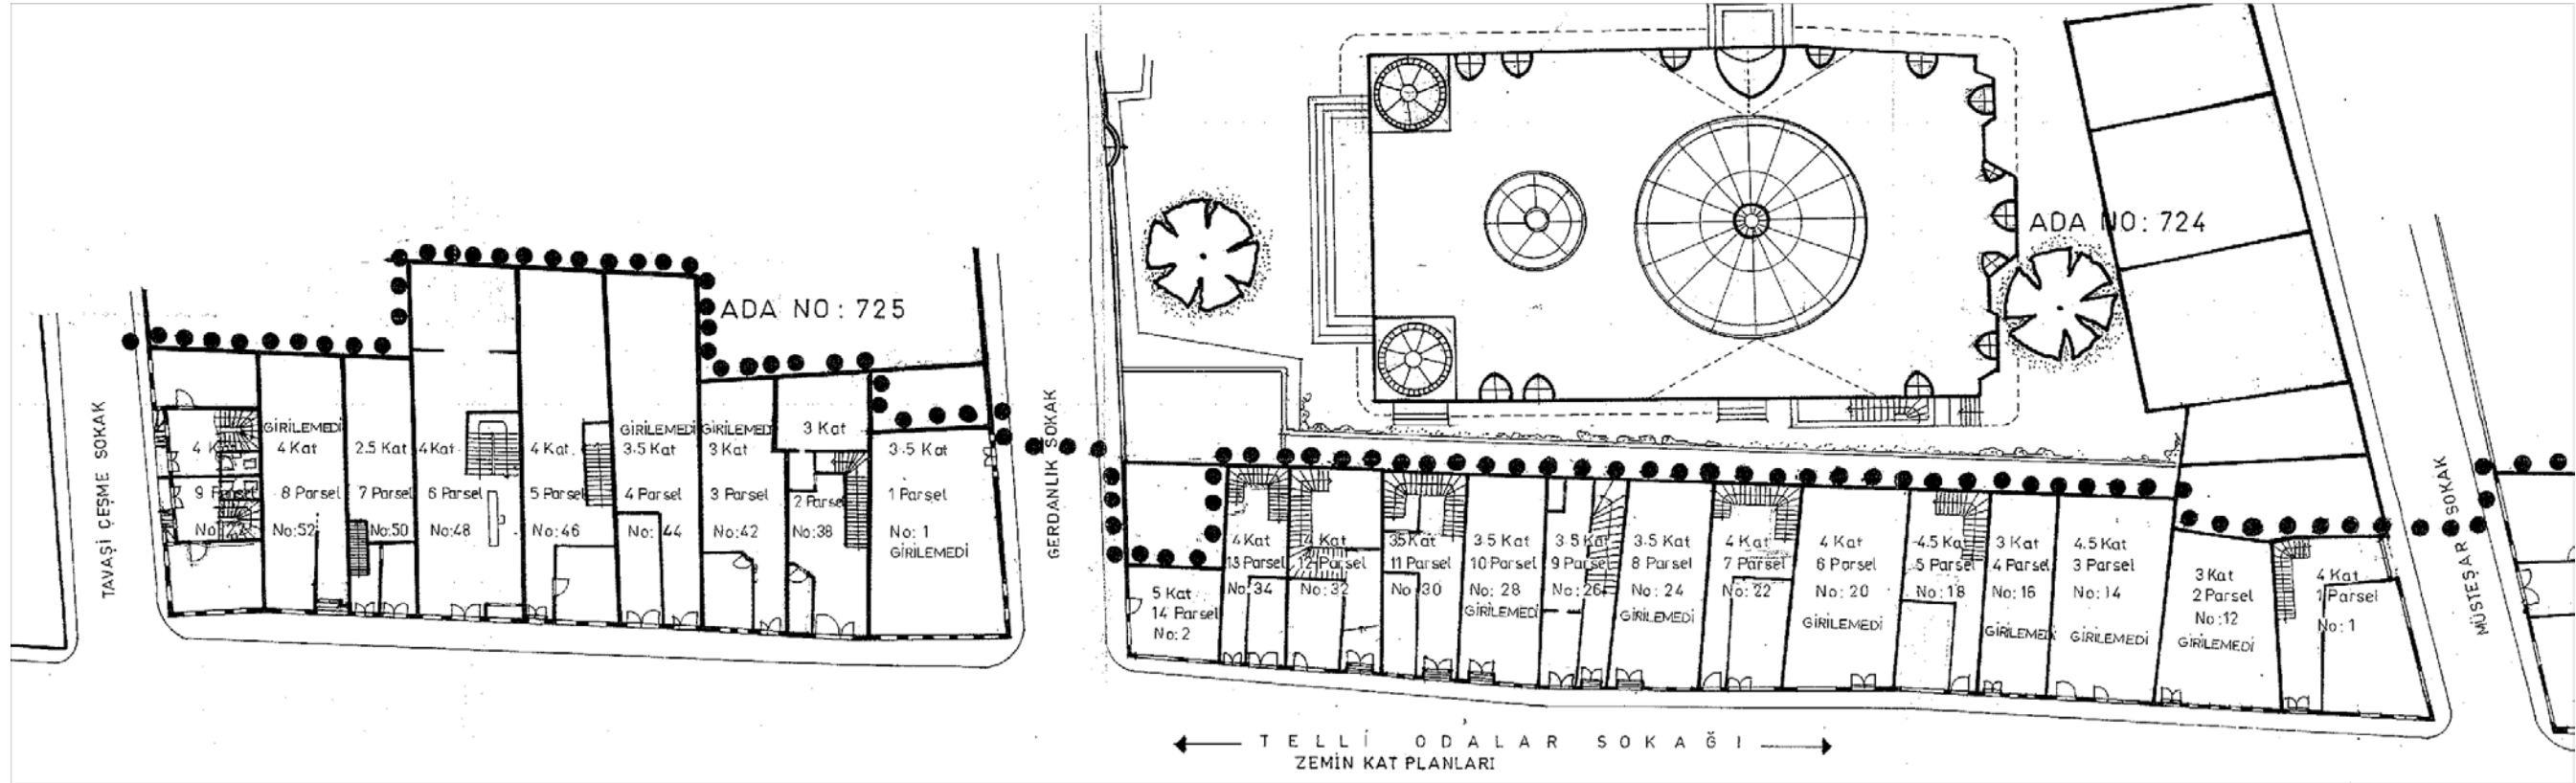 ADA NO: 725
ADA NO: 724
TAVAŞİ ÇEŞME SOKAK
9 Parsel
GİRİLEMEDİ
4 Kat
8 Parsel
No:52
2.5 Kat
7 Parsel
No:50
4 Kat
6 Parsel
No:48
4 Kat
5 Parsel
No:46
GİRİLEMEDİ
3.5 Kat
4 Parsel
No: 44
GİRİLEMEDİ
3 Kat
3 Parsel
No:42
3 Kat
2 Parsel
No:38
3.5 Kat
1 Parsel
No: 1
GİRİLEMEDİ
GERDANLIK SOKAK
5 Kat
14 Parsel
No: 2
4 Kat
13 Parsel
No: 34
4 Kat
12 Parsel
No: 32
35 Kat
11 Parsel
No: 30
3.5 Kat
10 Parsel
No: 28
GİRİLEMEDİ
3.5 Kat
9 Parsel
No: 26
3.5 Kat
8 Parsel
No: 24
GİRİLEMEDİ
4 Kat
7 Parsel
No: 22
4 Kat
6 Parsel
No: 20
GİRİLEMEDİ
4.5 Kat
5 Parsel
No: 18
3 Kat
4 Parsel
No: 16
GİRİLEMEDİ
4.5 Kat
3 Parsel
No: 14
GİRİLEMEDİ
3 Kat
2 Parsel
No: 12
GİRİLEMEDİ
4 Kat
1 Parsel
No: 1
MÜSTEŞAR SOKAK
TELLİ ODALAR SOKAĞI
ZEMİN KAT PLANLARI